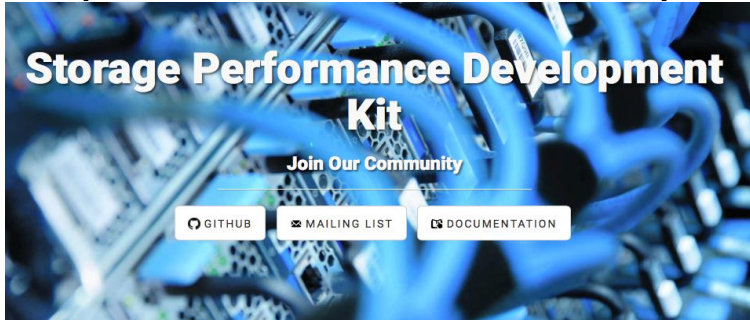 Storage Performance Development
Kit
Join Our Community
GITHUB
MAILING LIST
DOCUMENTATION